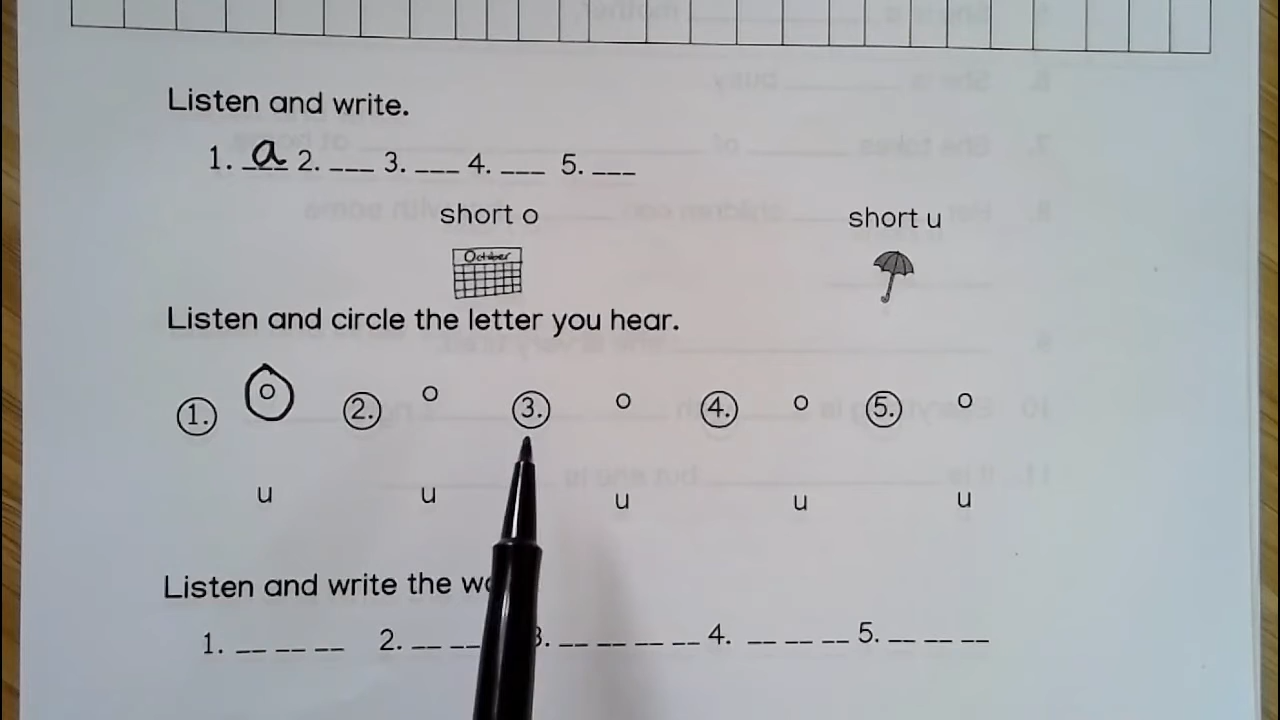 Listen and write.
1. a 2. ___ 3. ___ 4. ___ 5. ___
short o short u
October
Listen and circle the letter you hear.
1. o 2. o 3. o 4. o 5. o
u u u u u
Listen and write the
1. __ __ __ 2. __ __ 3. __ __ __ __ 4. __ __ __ 5. __ __ __